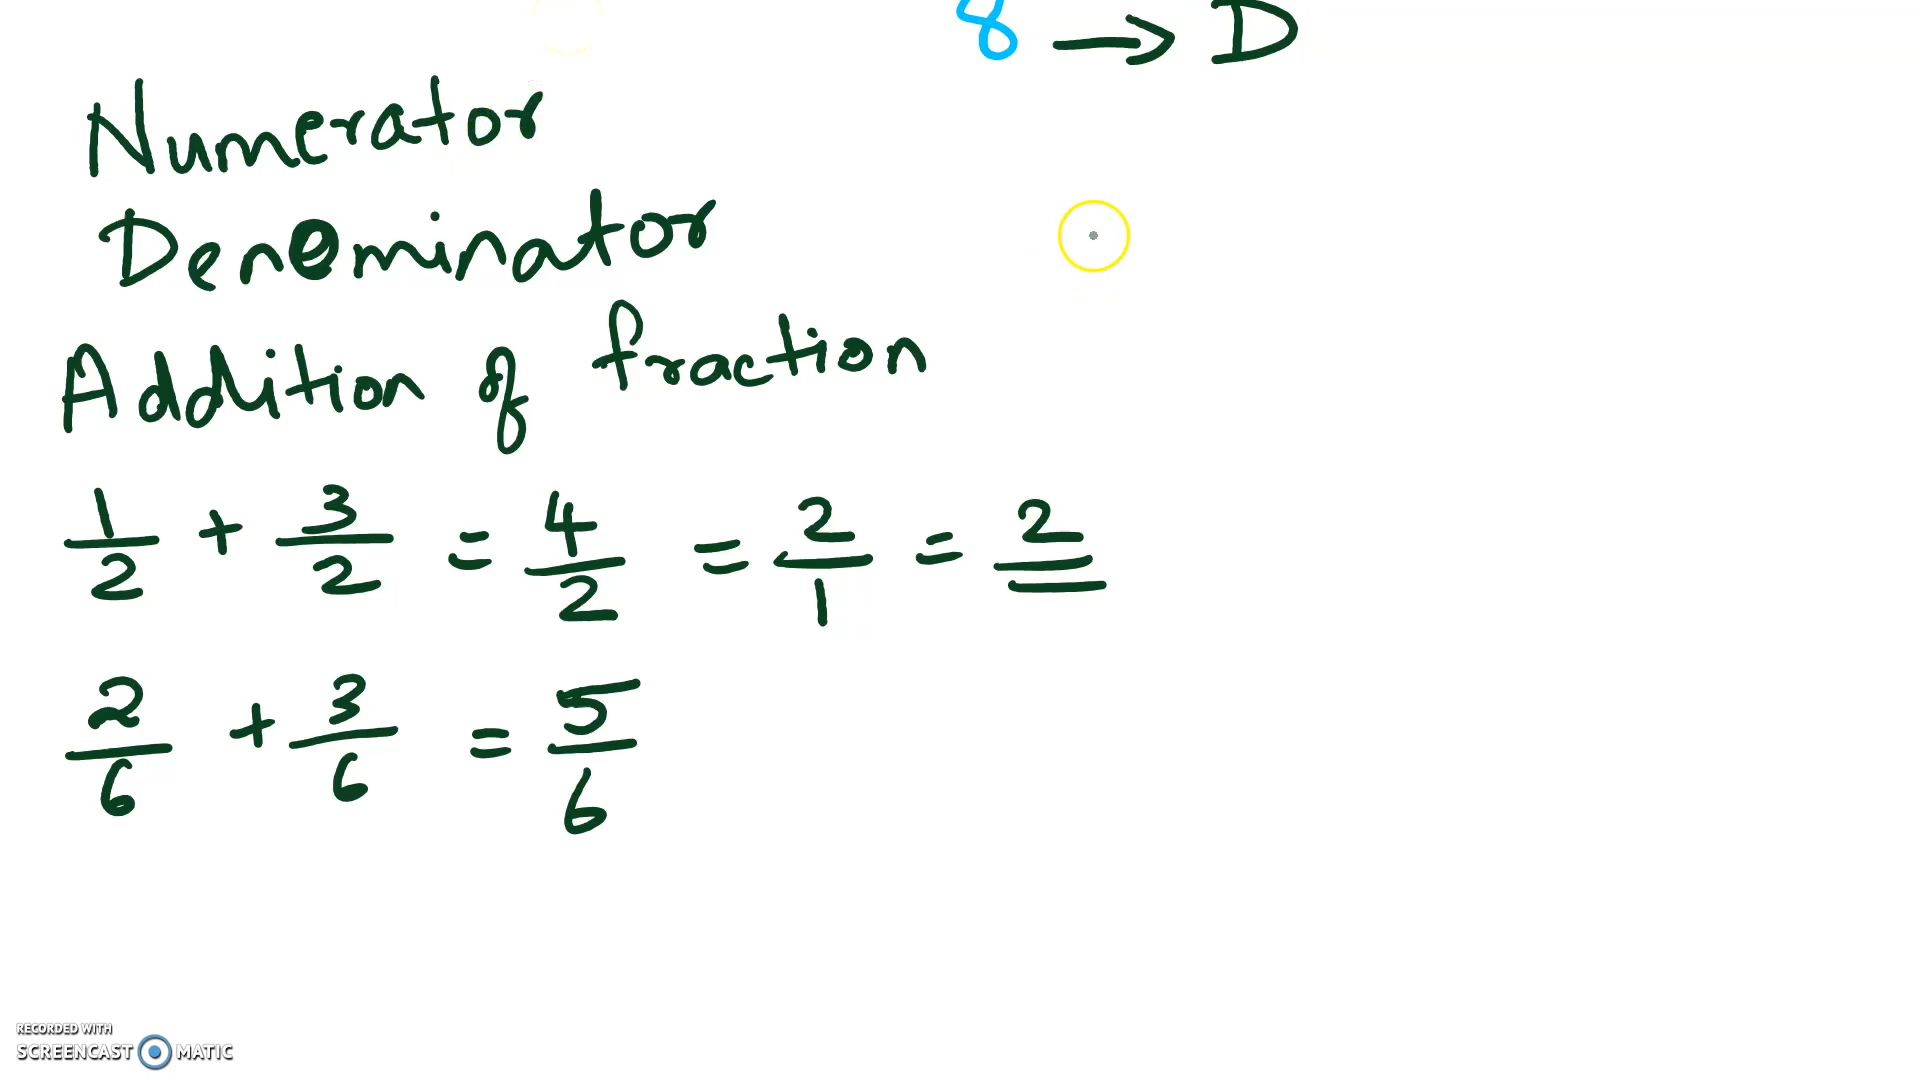 8 → D
Numerator
Denominator
Addition of fraction
1/2 + 3/2 = 4/2 = 2/1 = 2
2/6 + 3/6 = 5/6
RECORDED WITH
SCREENCAST MATIC